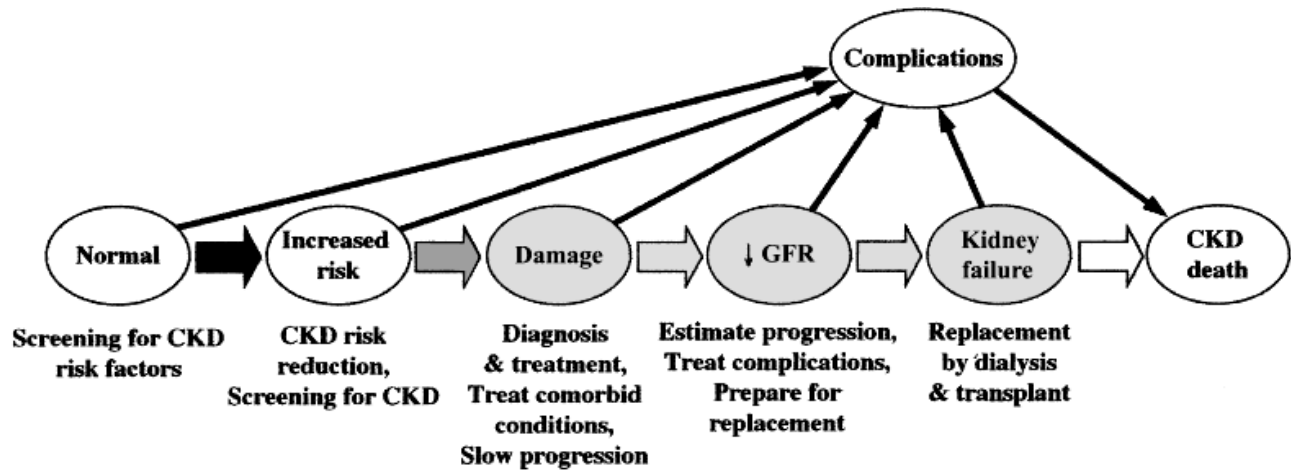 Complications
Normal
Increased
risk
Damage
↓ GFR
Kidney
failure
CKD
death
Screening for CKD
risk factors
CKD risk
reduction,
Screening for CKD
Diagnosis
& treatment,
Treat comorbid
conditions,
Slow progression
Estimate progression,
Treat complications,
Prepare for
replacement
Replacement
by dialysis
& transplant